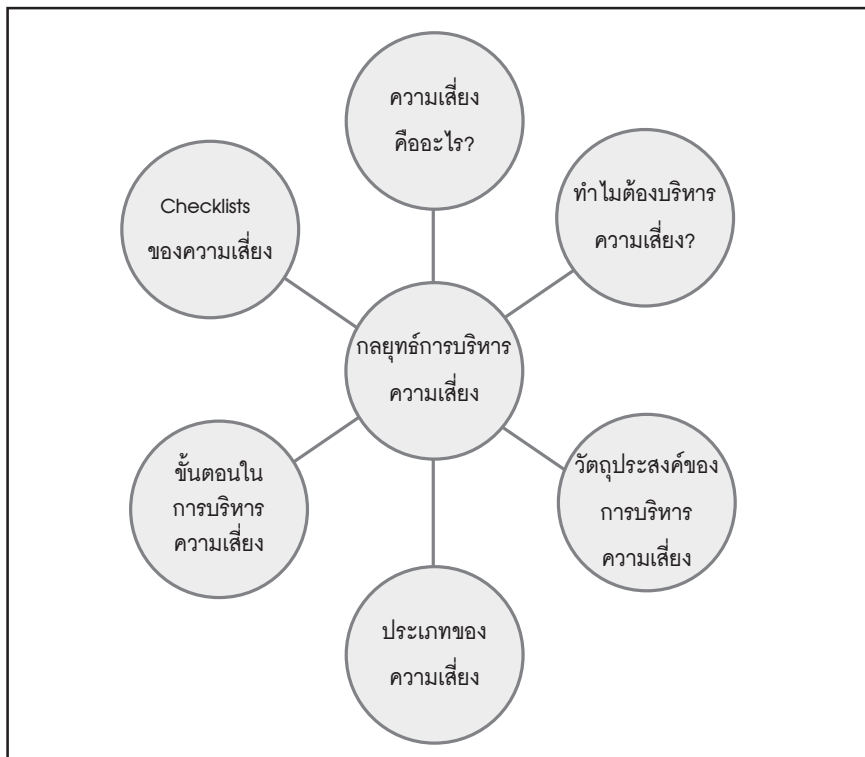 ความเสี่ยง
คืออะไร?
ทำไมต้องบริหาร
ความเสี่ยง?
Checklists
ของความเสี่ยง
กลยุทธ์การบริหาร
ความเสี่ยง
ขั้นตอนใน
การบริหาร
ความเสี่ยง
วัตถุประสงค์ของ
การบริหาร
ความเสี่ยง
ประเภทของ
ความเสี่ยง